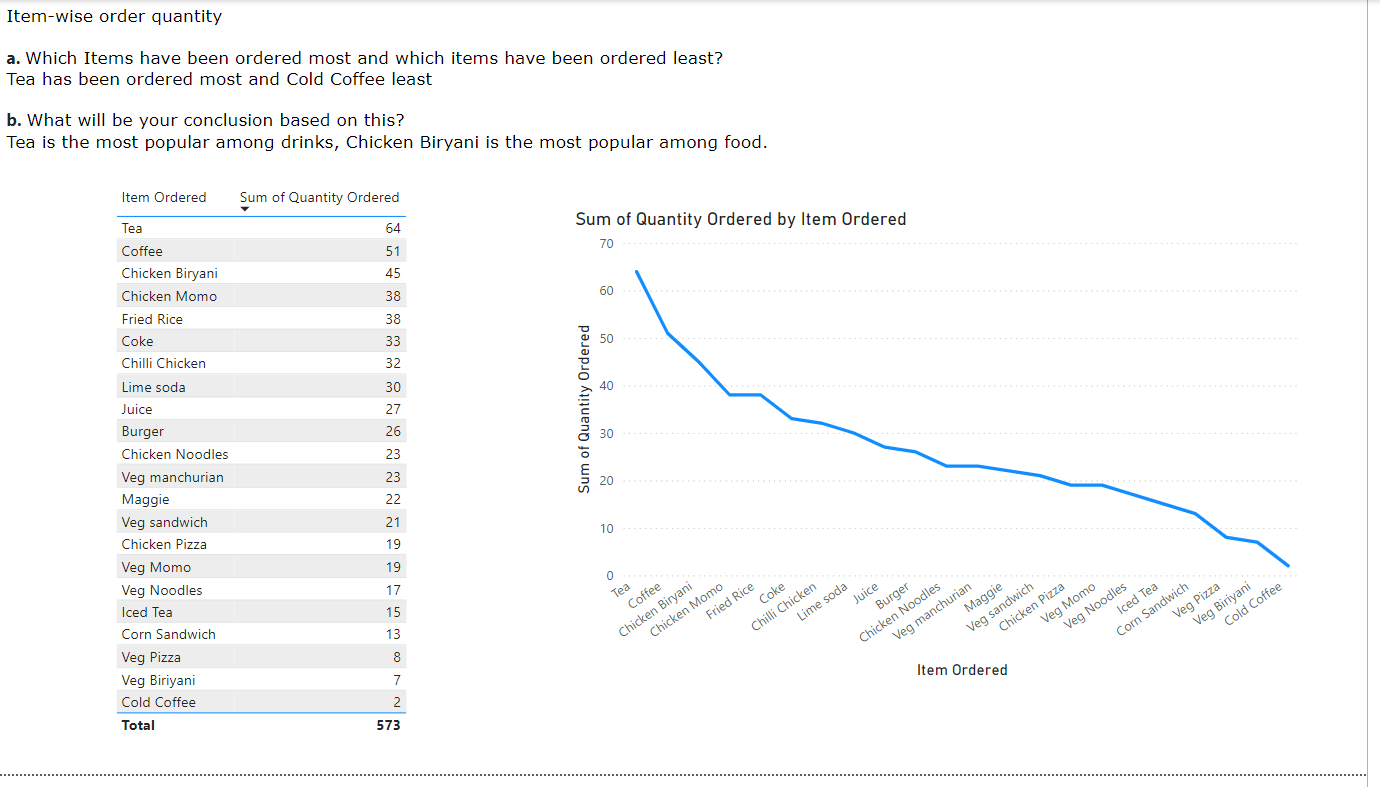 Item-wise order quantity
a. Which Items have been ordered most and which items have been ordered least?
Tea has been ordered most and Cold Coffee least
b. What will be your conclusion based on this?
Tea is the most popular among drinks, Chicken Biryani is the most popular among food.
Item Ordered Sum of Quantity Ordered
Tea 64
Coffee 51
Chicken Biryani 45
Chicken Momo 38
Fried Rice 38
Coke 33
Chilli Chicken 32
Lime soda 30
Juice 27
Burger 26
Chicken Noodles 23
Veg manchurian 23
Maggie 22
Veg sandwich 21
Chicken Pizza 19
Veg Momo 19
Veg Noodles 17
Iced Tea 15
Corn Sandwich 13
Veg Pizza 8
Veg Biriyani 7
Cold Coffee 2
Total 573
Sum of Quantity Ordered by Item Ordered
Sum of Quantity Ordered
70
60
50
40
30
20
10
0
Tea
Coffee
Chicken Biryani
Chicken Momo
Fried Rice
Coke
Chilli Chicken
Lime soda
Juice
Burger
Chicken Noodles
Veg manchurian
Maggie
Veg sandwich
Chicken Pizza
Veg Momo
Veg Noodles
Iced Tea
Corn Sandwich
Veg Pizza
Veg Biriyani
Cold Coffee
Item Ordered